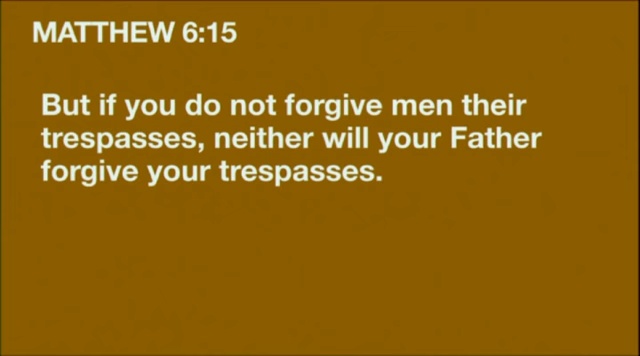 MATTHEW 6:15
But if you do not forgive men their
trespasses, neither will your Father
forgive your trespasses.